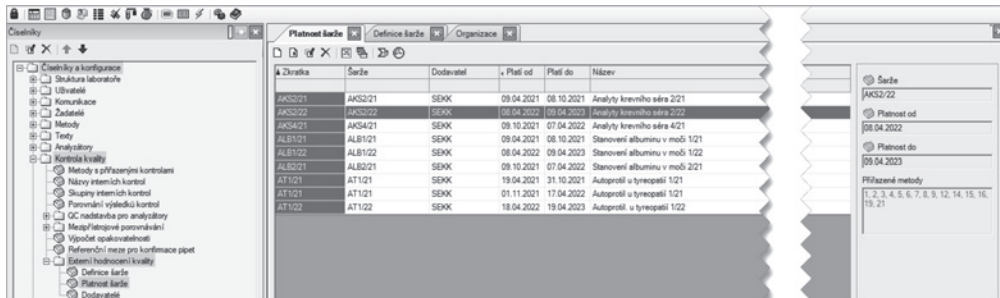 Číselníky
Číselníky a konfigurace
Struktura laboratoře
Uživatelé
Komunikace
Žadatelé
Metody
Texty
Analyzátory
Kontrola kvality
Metody s přiřazenými kontrolami
Názvy interních kontrol
Skupiny interních kontrol
Porovnání výsledků kontrol
QC nadstavba pro analyzátory
Mezipřístrojové porovnávání
Výpočet opakovatelnosti
Referenční meze pro konfirmace pipet
Externí hodnocení kvality
Definice šarže
Platnost šarže
Dodavatelé
Platnost šarže Definice šarže Organizace
Zkratka Šarže Dodavatel Platí od Platí do Název
AKS2/21 AKS2/21 SEKK 09.04.2021 08.10.2021 Analyty krevního séra 2/21
AKS2/22 AKS2/22 SEKK 08.04.2022 09.04.2023 Analyty krevního séra 2/22
AKS4/21 AKS4/21 SEKK 09.10.2021 07.04.2022 Analyty krevního séra 4/21
ALB1/21 ALB1/21 SEKK 09.04.2021 08.10.2021 Stanovení albuminu v moči 1/21
ALB1/22 ALB1/22 SEKK 08.04.2022 09.04.2023 Stanovení albuminu v moči 1/22
ALB2/21 ALB2/21 SEKK 09.10.2021 07.04.2022 Stanovení albuminu v moči 2/21
AT1/21 AT1/21 SEKK 19.04.2021 31.10.2021 Autoprotil. u tyreopatií 1/21
AT1/21 AT1/21 SEKK 01.11.2021 17.04.2022 Autoprotil. u tyreopatií 1/21
AT1/22 AT1/22 SEKK 18.04.2022 19.04.2023 Autoprotil. u tyreopatií 1/22
Šarže
AKS2/22
Platnost od
08.04.2022
Platnost do
09.04.2023
Přiřazené metody
1, 2, 3, 4, 5, 6, 7, 8, 9, 12, 14, 15, 16,
19, 21